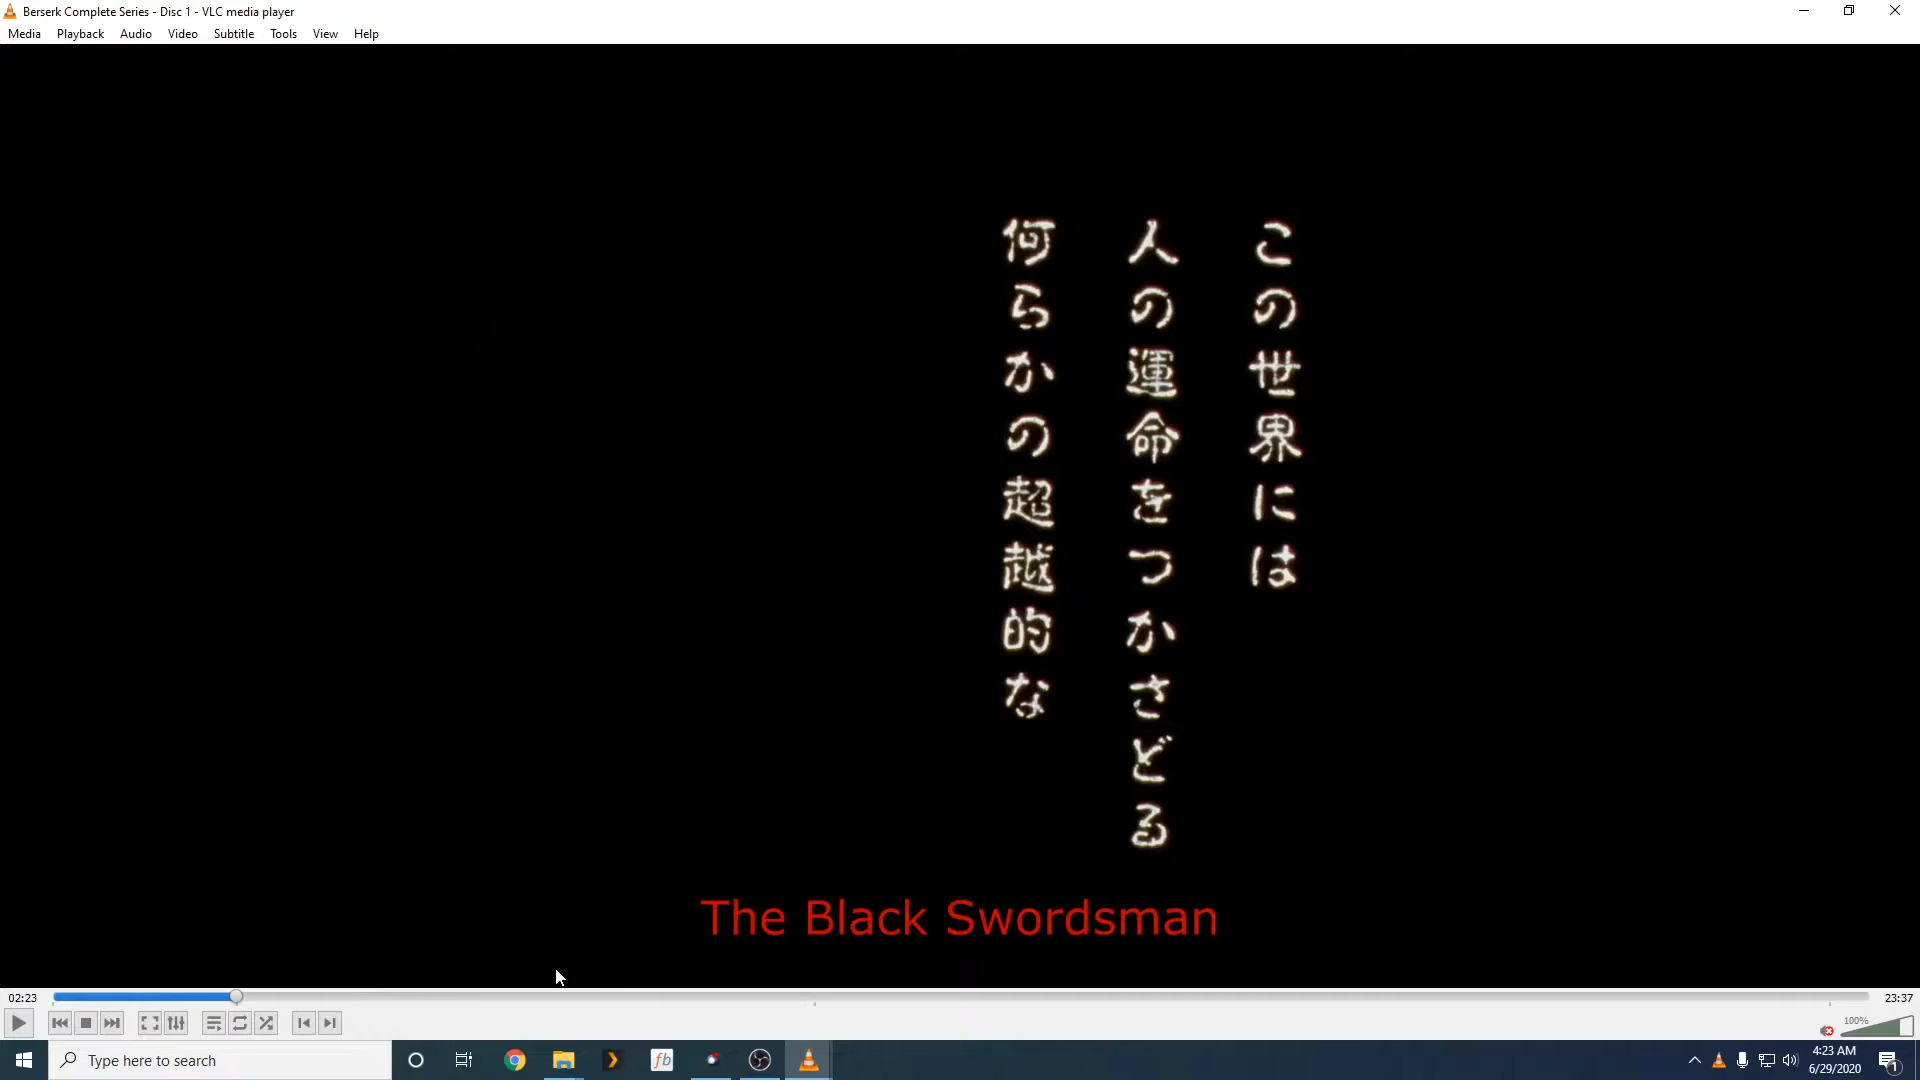 Berserk Complete Series - Disc 1 - VLC media player
Media Playback Audio Video Subtitle Tools View Help
この世界には
人の運命をつかさどる
何らかの超越的な
The Black Swordsman
02:23
23:37
100%
Type here to search
fb
4:23 AM
6/29/2020
1